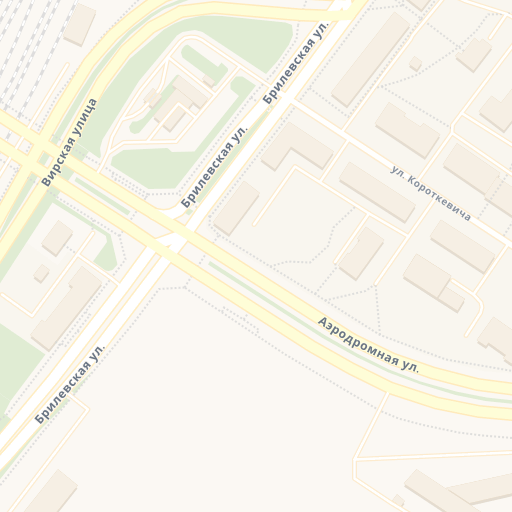 Брилевская ул.
Вирская улица
Брилевская ул.
ул. Короткевича
Аэродромная ул.
Брилевская ул.